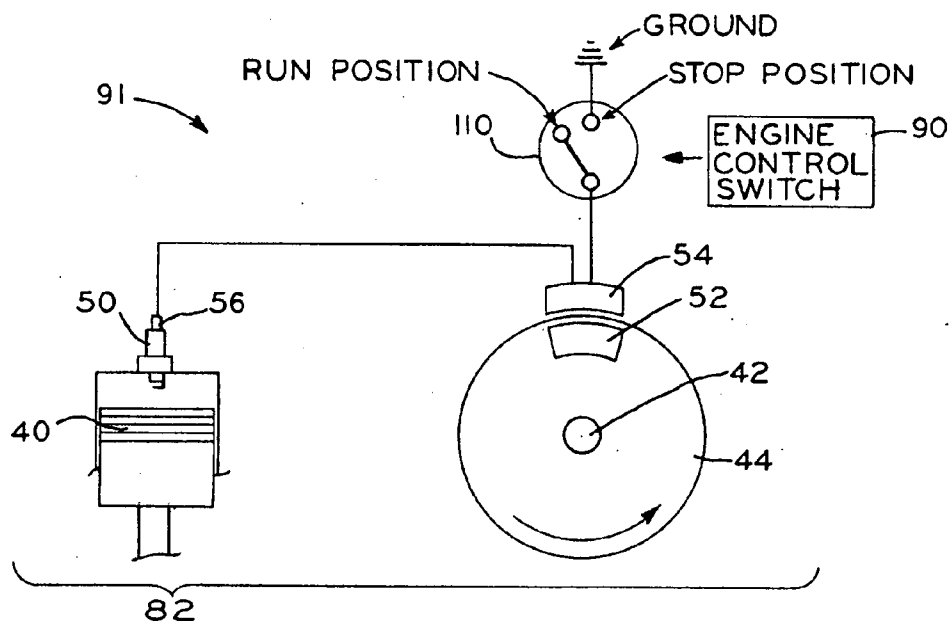 GROUND
RUN POSITION
STOP POSITION
91
110
ENGINE
CONTROL
SWITCH
90
54
52
50
56
42
40
44
82